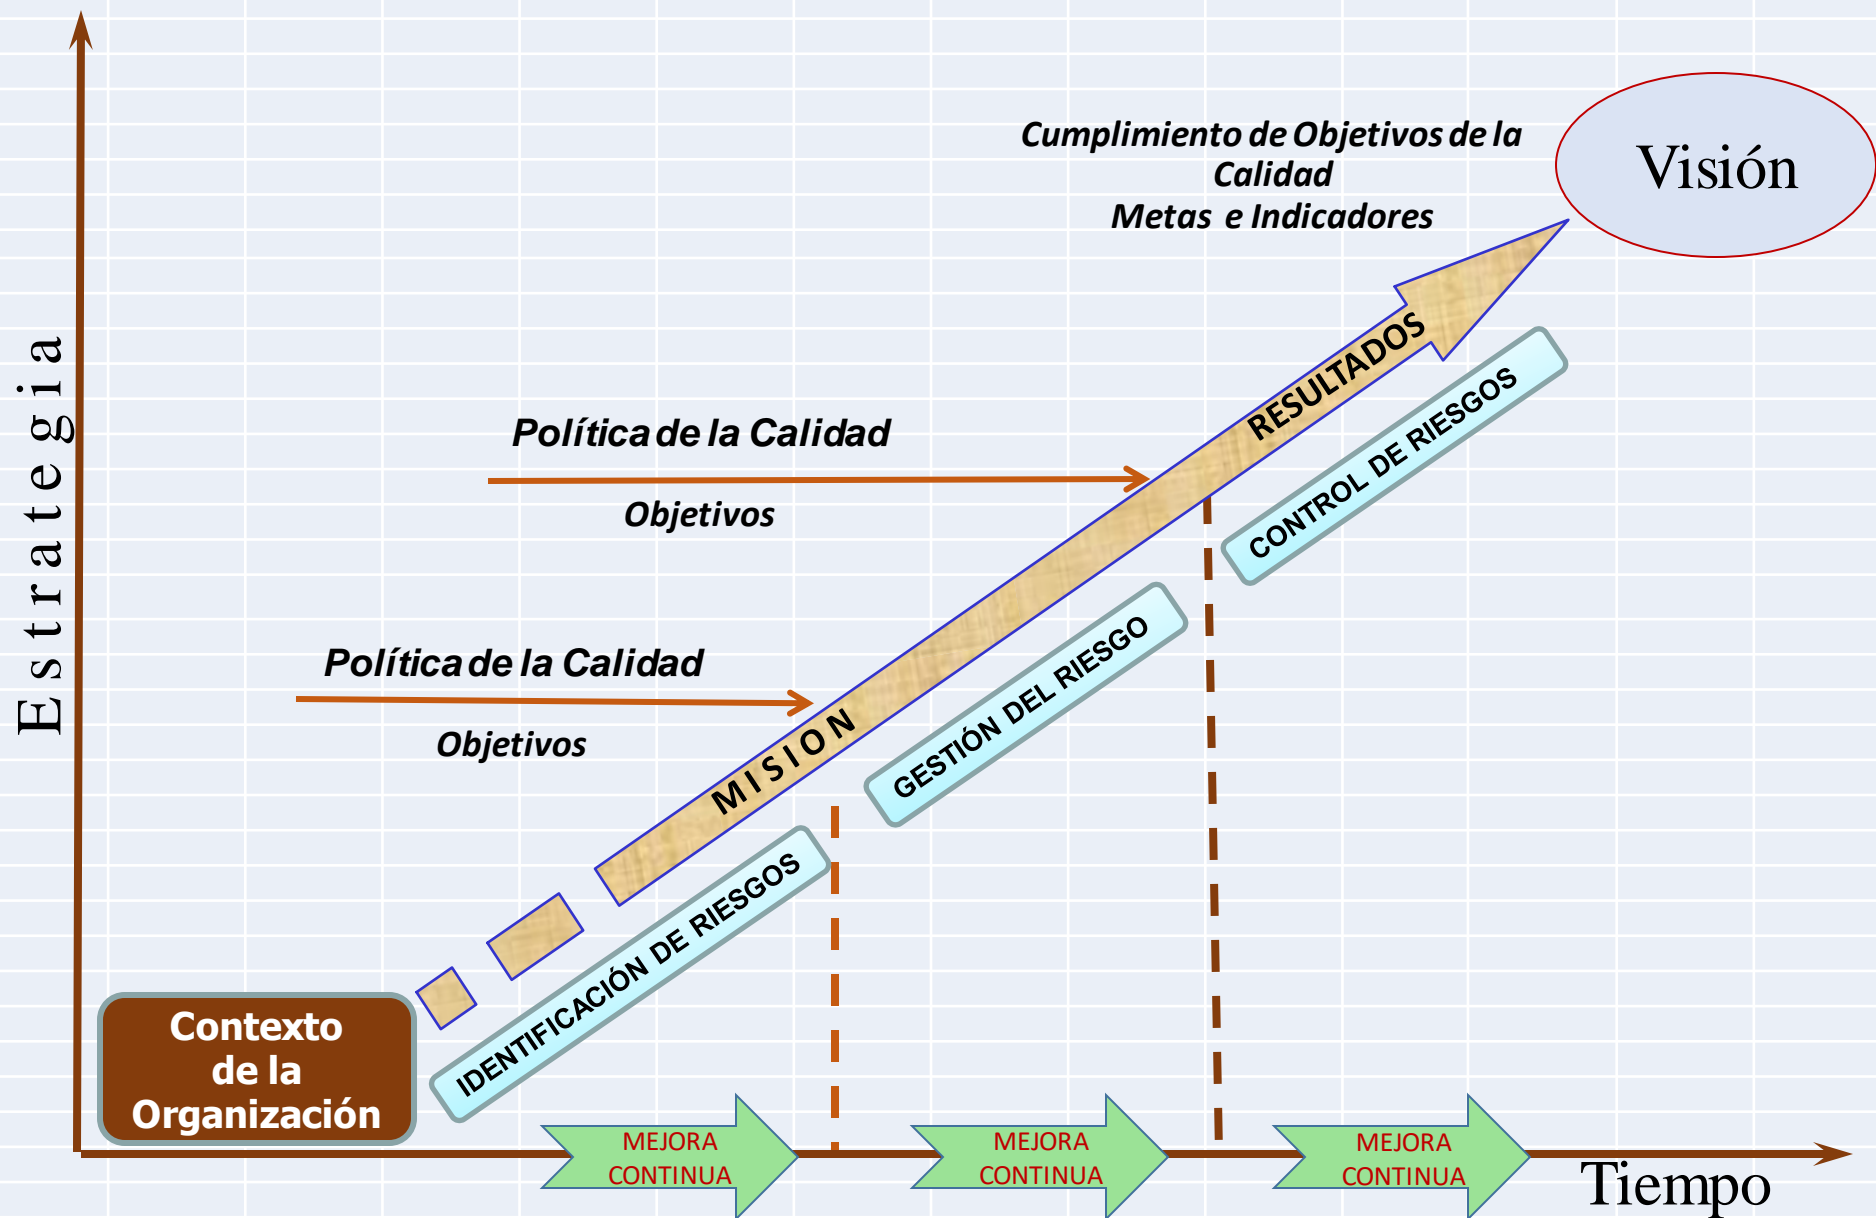 Cumplimiento de Objetivos de la
Calidad
Metas e Indicadores
Visión
Estrategia
RESULTADOS
CONTROL DE RIESGOS
Política de la Calidad
Objetivos
GESTIÓN DEL RIESGO
Política de la Calidad
Objetivos
MISION
IDENTIFICACIÓN DE RIESGOS
Contexto
de la
Organización
MEJORA
CONTINUA
MEJORA
CONTINUA
MEJORA
CONTINUA
Tiempo